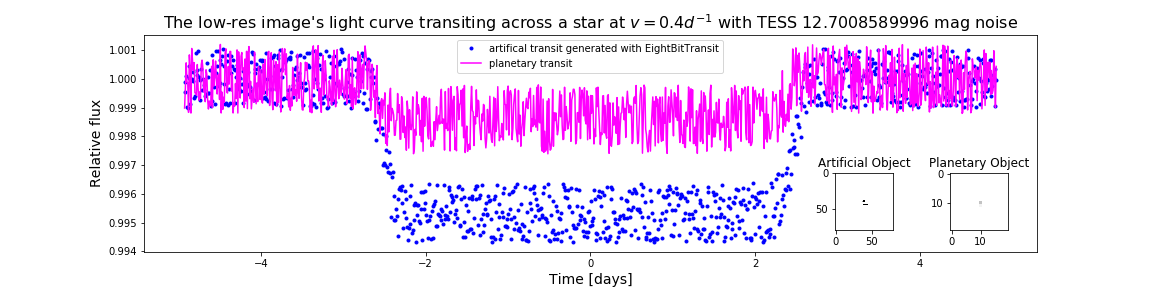 The low-res image's light curve transiting across a star at v = 0.4d⁻¹ with TESS 12.7008589996 mag noise
artifical transit generated with EightBitTransit
planetary transit
Relative flux
1.001
1.000
0.999
0.998
0.997
0.996
0.995
0.994
Artificial Object
0
50
0 50
Planetary Object
0
10
0 10
−4 −2 0 2 4
Time [days]